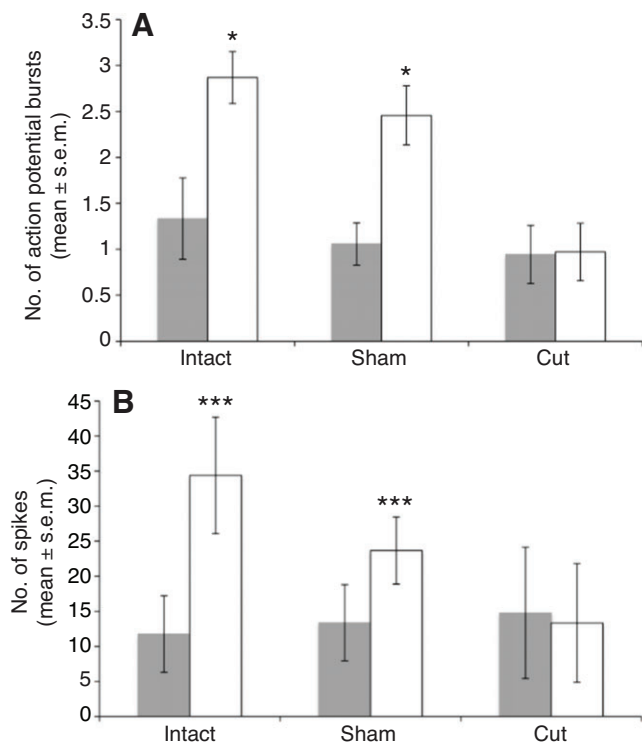 A
No. of action potential bursts
(mean ± s.e.m.)
3.5
3
2.5
2
1.5
1
0.5
0
*
*
Intact Sham Cut
B
No. of spikes
(mean ± s.e.m.)
45
40
35
30
25
20
15
10
5
0
***
***
Intact Sham Cut